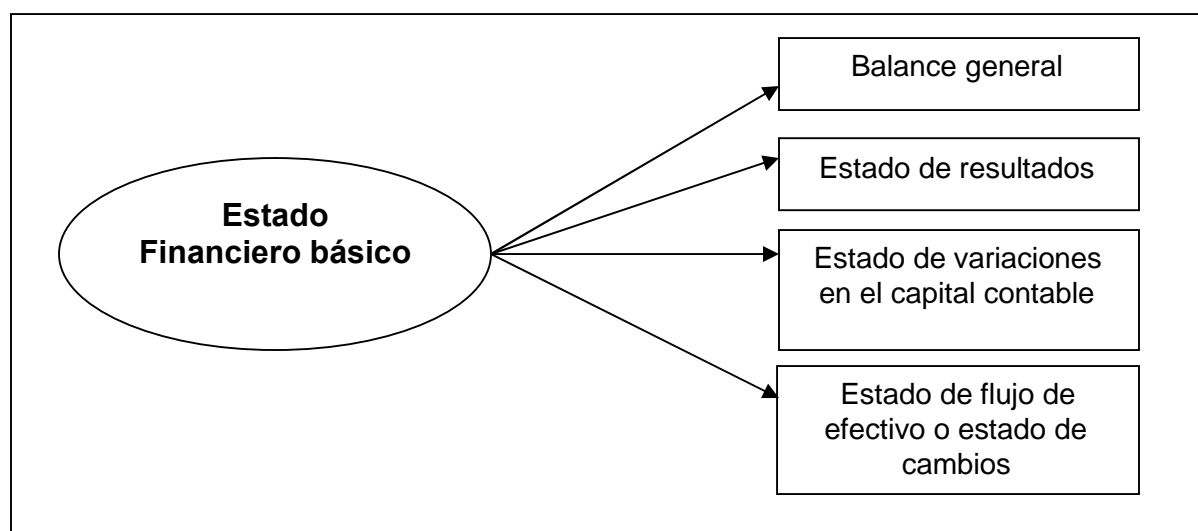 Balance general
Estado de resultados
Estado
Financiero básico
Estado de variaciones
en el capital contable
Estado de flujo de
efectivo o estado de
cambios